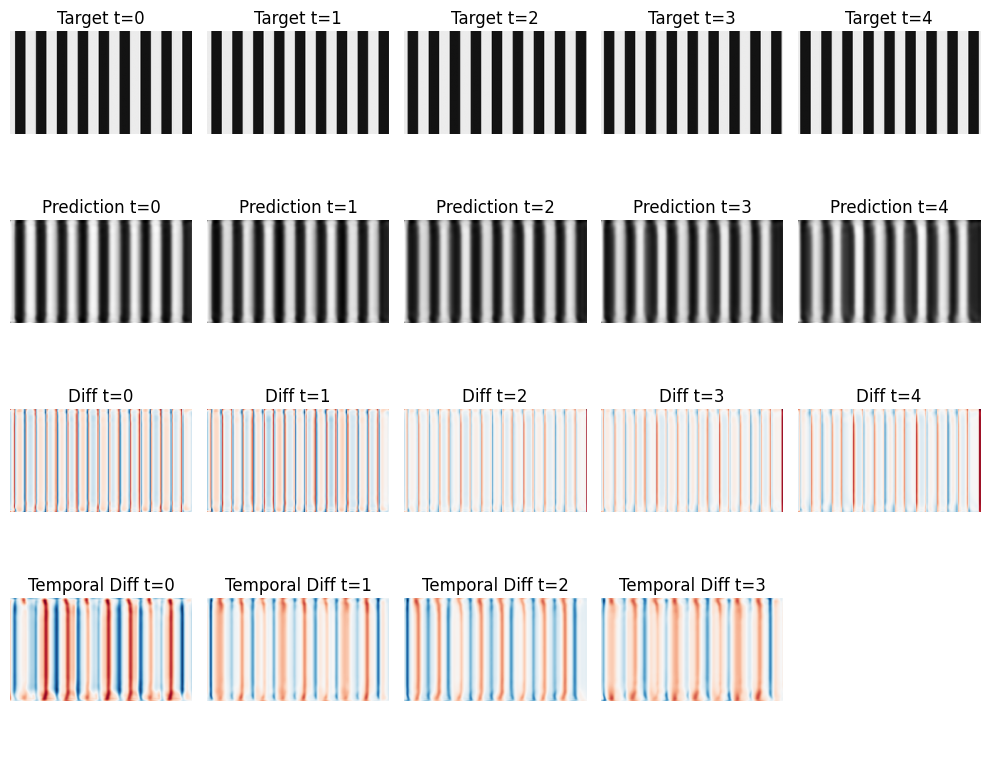 Target t=0 Target t=1 Target t=2 Target t=3 Target t=4
Prediction t=0 Prediction t=1 Prediction t=2 Prediction t=3 Prediction t=4
Diff t=0 Diff t=1 Diff t=2 Diff t=3 Diff t=4
Temporal Diff t=0 Temporal Diff t=1 Temporal Diff t=2 Temporal Diff t=3